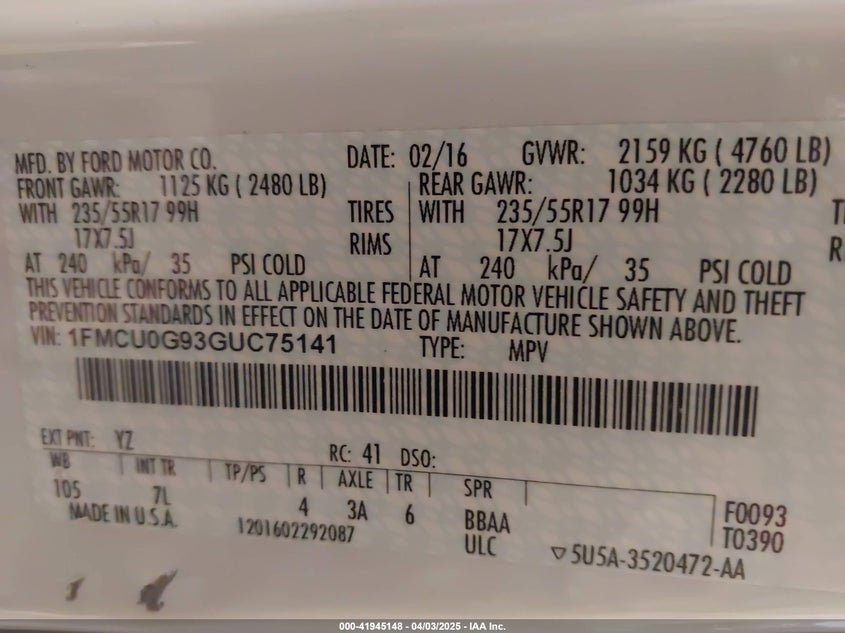 MFD. BY FORD MOTOR CO. DATE: 02/16 GVWR: 2159 KG ( 4760 LB)
FRONT GAWR: 1125 KG ( 2480 LB) REAR GAWR: 1034 KG ( 2280 LB)
WITH 235/55R17 99H TIRES WITH 235/55R17 99H
17X7.5J RIMS 17X7.5J
AT 240 kPa/ 35 PSI COLD AT 240 kPa/ 35 PSI COLD
THIS VEHICLE CONFORMS TO ALL APPLICABLE FEDERAL MOTOR VEHICLE SAFETY AND THEFT
PREVENTION STANDARDS IN EFFECT ON THE DATE OF MANUFACTURE SHOWN ABOVE.
VIN: 1FMCU0G93GUC75141 TYPE: MPV
EXT PNT: YZ RC: 41 DSO:
WB INT TR TP/PS R AXLE TR SPR
105 7L 4 3A 6 BBAA F0093
MADE IN U.S.A. 1201602292087 ULC T0390
▽5U5A-3520472-AA
000-41945148 - 04/03/2025 - IAA Inc.